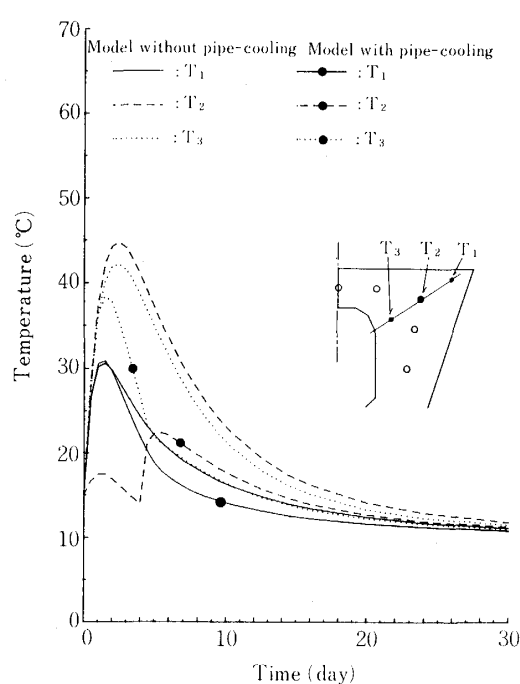 70
60
50
40
30
20
10
0
Temperature (℃)
Model without pipe-cooling Model with pipe-cooling
: T₁ : T₁
: T₂ : T₂
: T₃ : T₃
T₃ T₂ T₁
0 10 20 30
Time (day)